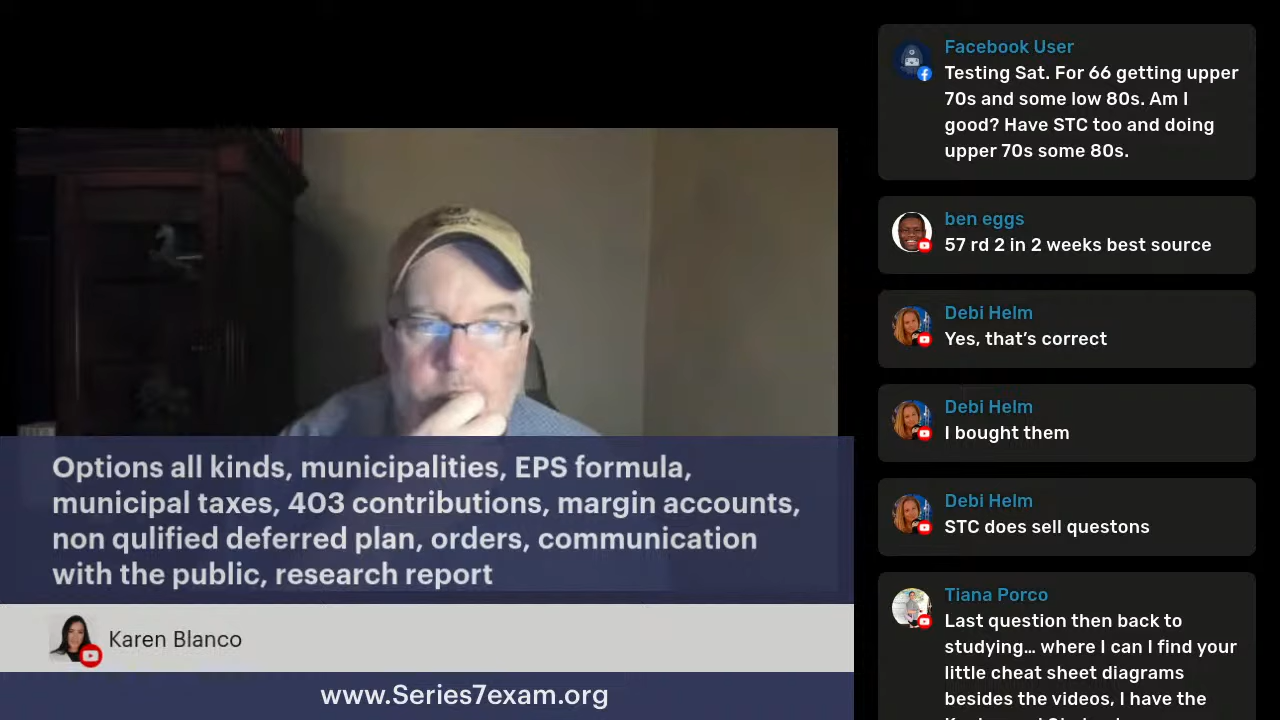 Options all kinds, municipalities, EPS formula,
municipal taxes, 403 contributions, margin accounts,
non qulified deferred plan, orders, communication
with the public, research report
Karen Blanco
www.Series7exam.org
Facebook User
Testing Sat. For 66 getting upper
70s and some low 80s. Am I
good? Have STC too and doing
upper 70s some 80s.
ben eggs
57 rd 2 in 2 weeks best source
Debi Helm
Yes, that’s correct
Debi Helm
I bought them
Debi Helm
STC does sell questons
Tiana Porco
Last question then back to
studying… where I can I find your
little cheat sheet diagrams
besides the videos, I have the